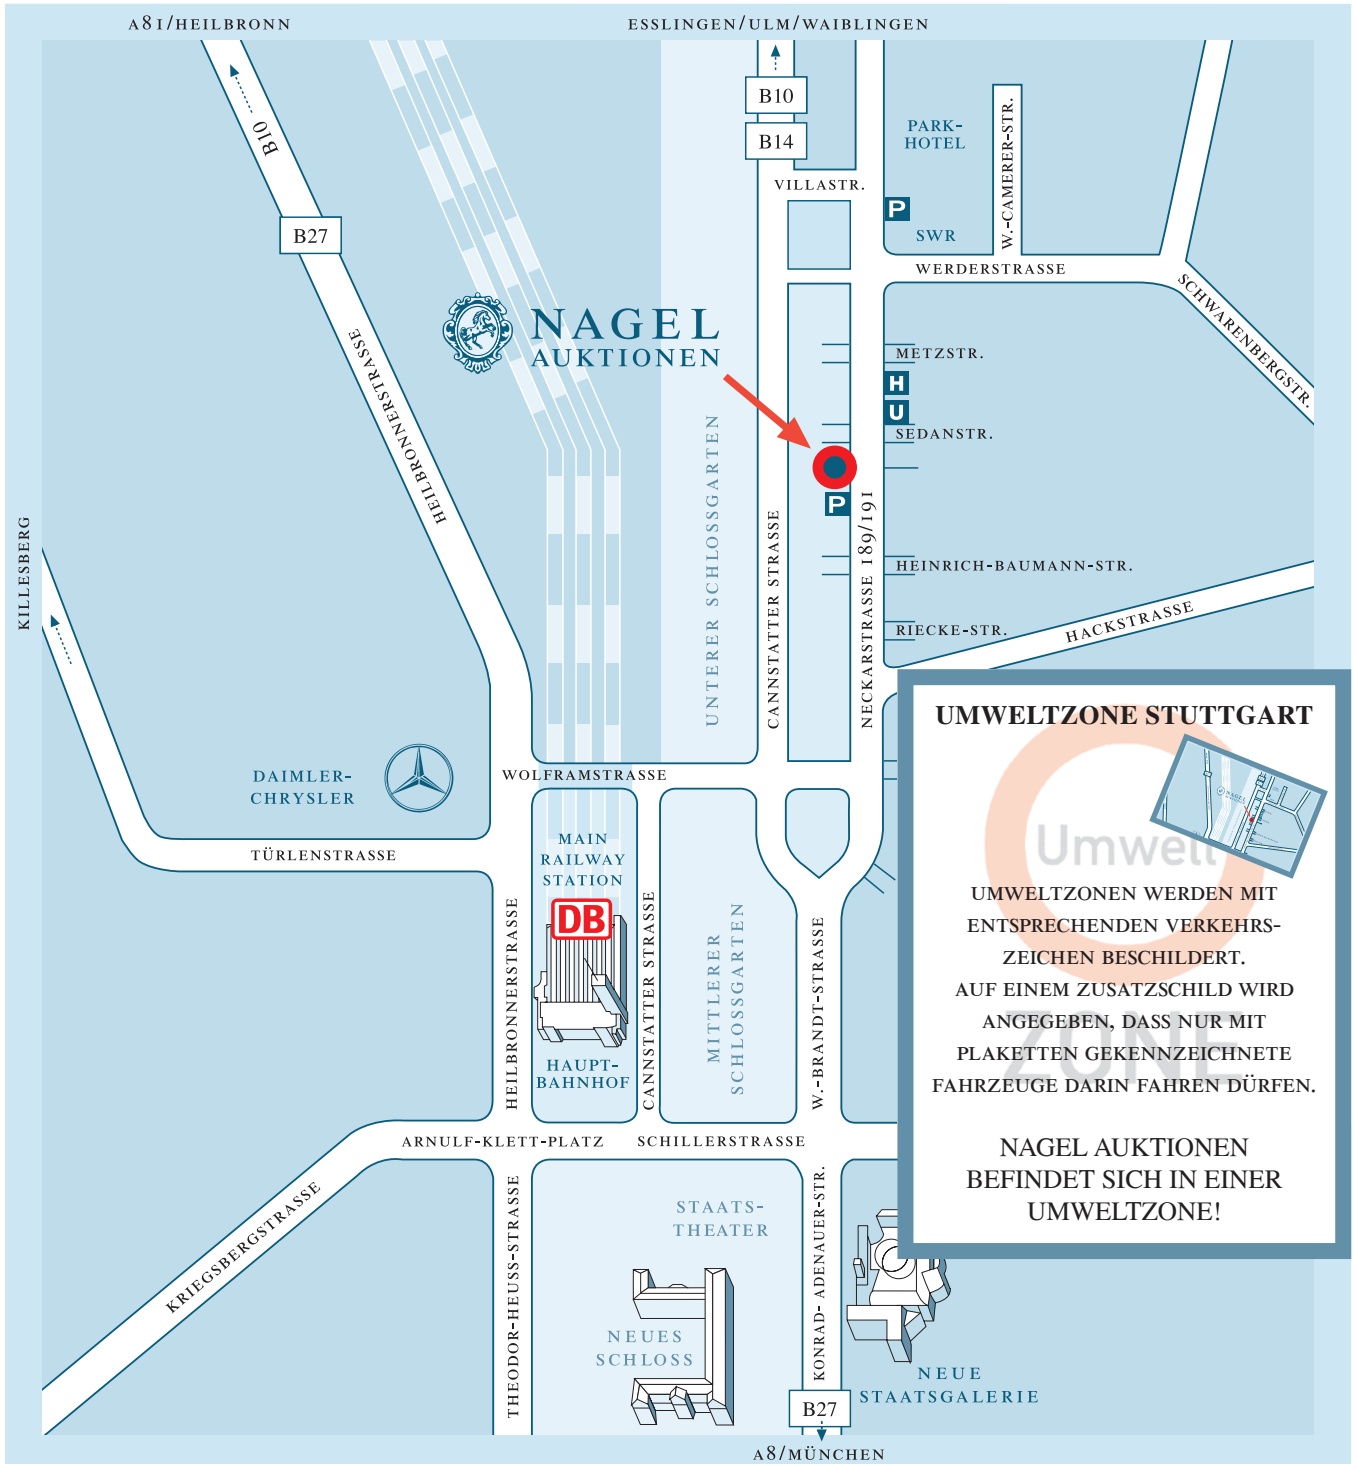 A81/HEILBRONN
ESSLINGEN/ULM/WAIBLINGEN
B10
B14
B10
PARK-
HOTEL
W.-CAMERER-STR.
VILLASTR.
P
SWR
B27
WERDERSTRASSE
SCHWARENBERGSTR.
NAGEL
AUKTIONEN
METZSTR.
H
U
SEDANSTR.
HEILBRONNERSTRASSE
UNTERER SCHLOSSGARTEN
CANNSTATTER STRASSE
P
NECKARSTRASSE 189/191
KILLESBERG
HEINRICH-BAUMANN-STR.
RIECKE-STR.
HACKSTRASSE
DAIMLER-
CHRYSLER
WOLFRAMSTRASSE
TÜRLENSTRASSE
MAIN
RAILWAY
STATION
DB
HAUPT-
BAHNHOF
HEILBRONNERSTRASSE
CANNSTATTER STRASSE
MITTLERER
SCHLOSSGARTEN
W.-BRANDT-STRASSE
ARNULF-KLETT-PLATZ
SCHILLERSTRASSE
KRIEGSBERGSTRASSE
THEODOR-HEUSS-STRASSE
STAATS-
THEATER
KONRAD- ADENAUER-STR.
NEUES
SCHLOSS
NEUE
STAATSGALERIE
B27
A8/MÜNCHEN
UMWELTZONE STUTTGART
NAGEL
Umwelt
ZONE
UMWELTZONEN WERDEN MIT
ENTSPRECHENDEN VERKEHRS-
ZEICHEN BESCHILDERT.
AUF EINEM ZUSATZSCHILD WIRD
ANGEGEBEN, DASS NUR MIT
PLAKETTEN GEKENNZEICHNETE
FAHRZEUGE DARIN FAHREN DÜRFEN.
NAGEL AUKTIONEN
BEFINDET SICH IN EINER
UMWELTZONE!